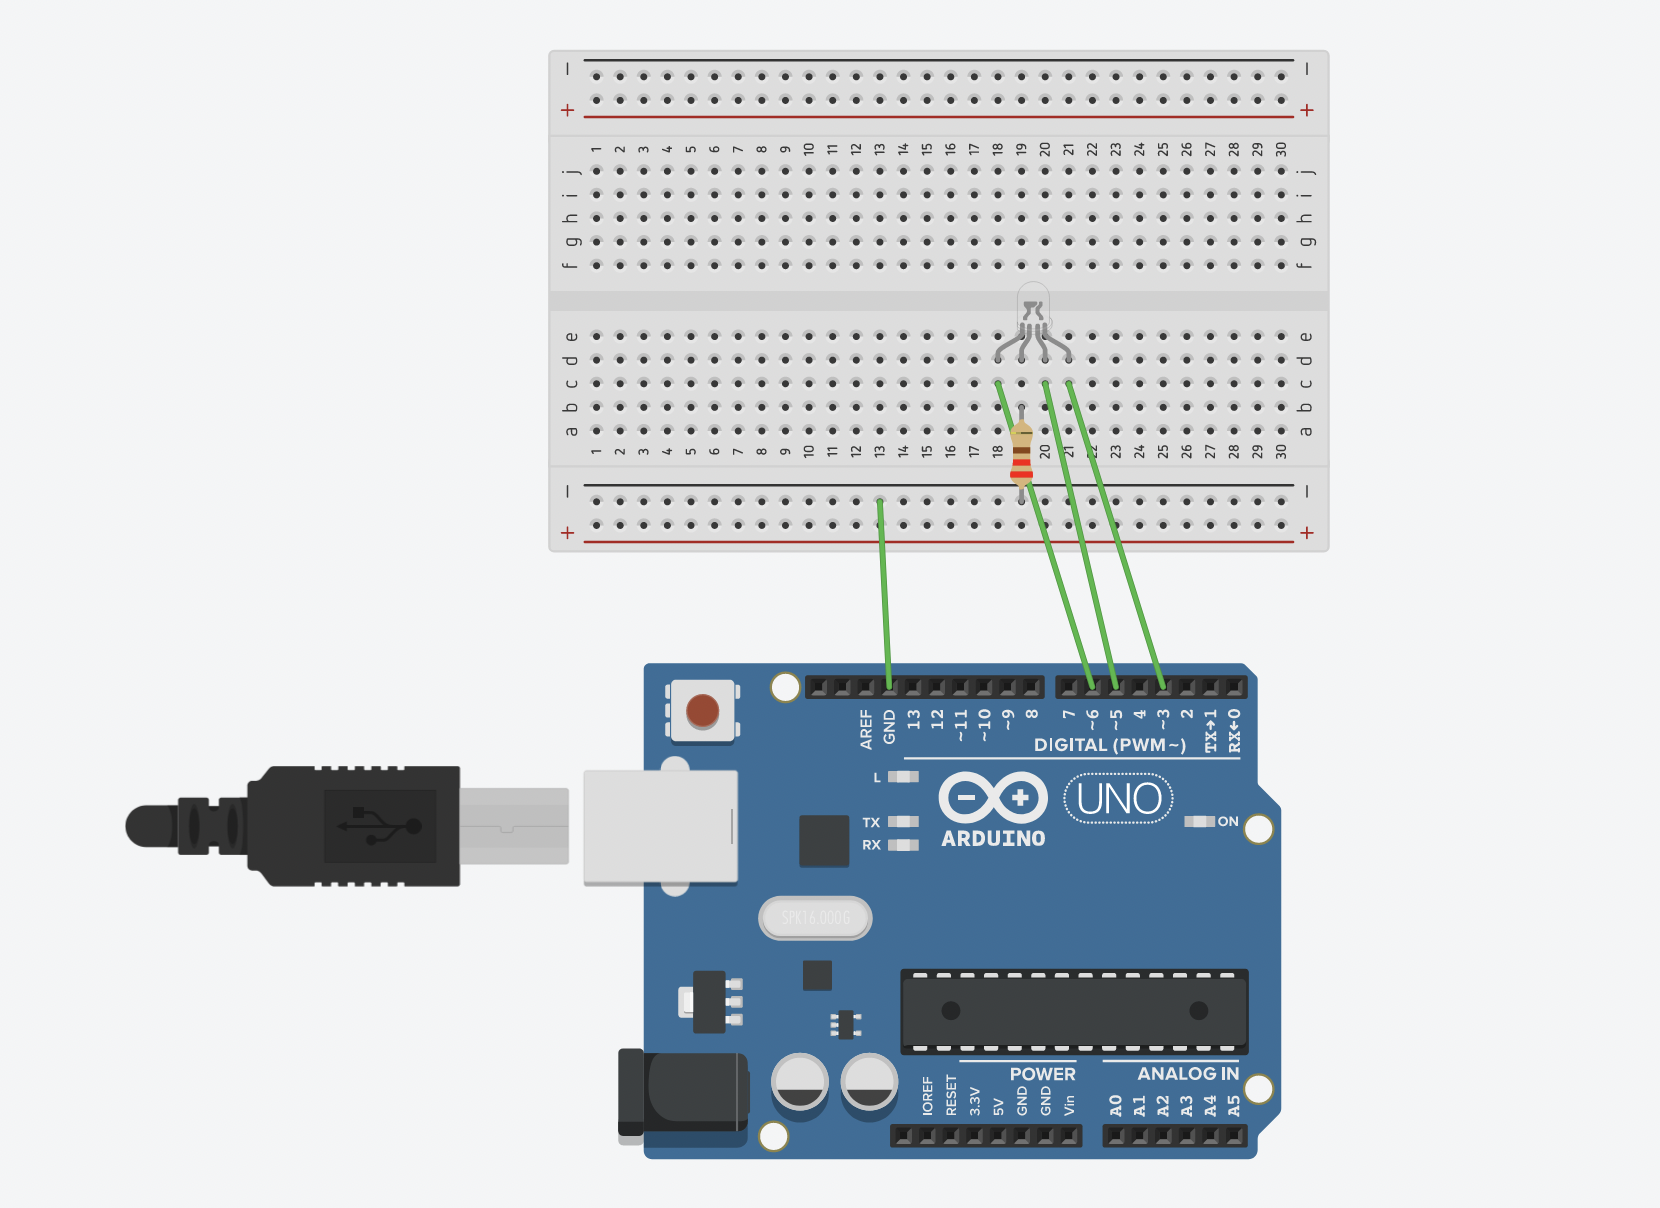 − −
+ +
1 2 3 4 5 6 7 8 9 10 11 12 13 14 15 16 17 18 19 20 21 22 23 24 25 26 27 28 29 30
j j
i i
h h
g g
f f
e e
d d
c c
b b
a a
1 2 3 4 5 6 7 8 9 10 11 12 13 14 15 16 17 18 20 21 22 23 24 25 26 27 28 29 30
− −
+ +
AREF GND 13 12 ~11 ~10 ~9 8 7 ~6 ~5 4 ~3 2 TX→1 RX←0
DIGITAL (PWM~)
L
UNO
TX ON
ARDUINO
RX
SPK16.000G
POWER ANALOG IN
IOREF RESET 3.3V 5V GND GND Vin A0 A1 A2 A3 A4 A5